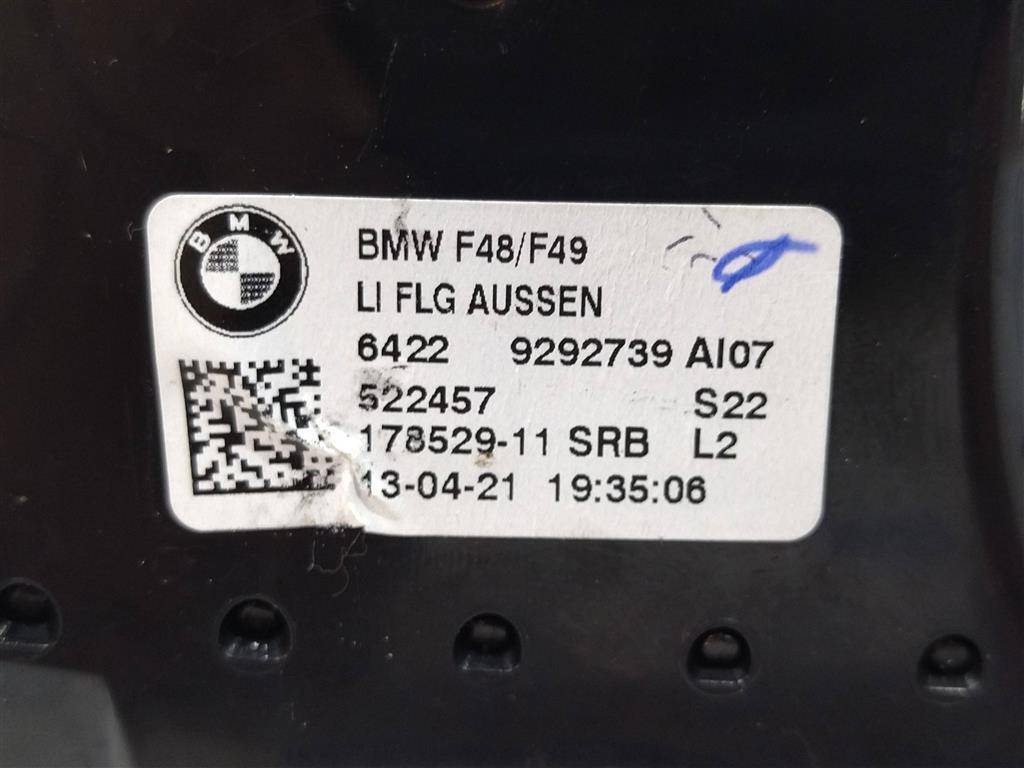 BMW
BMW F48/F49
LI FLG AUSSEN
6422 9292739 AI07
522457 S22
178529-11 SRB L2
13-04-21 19:35:06